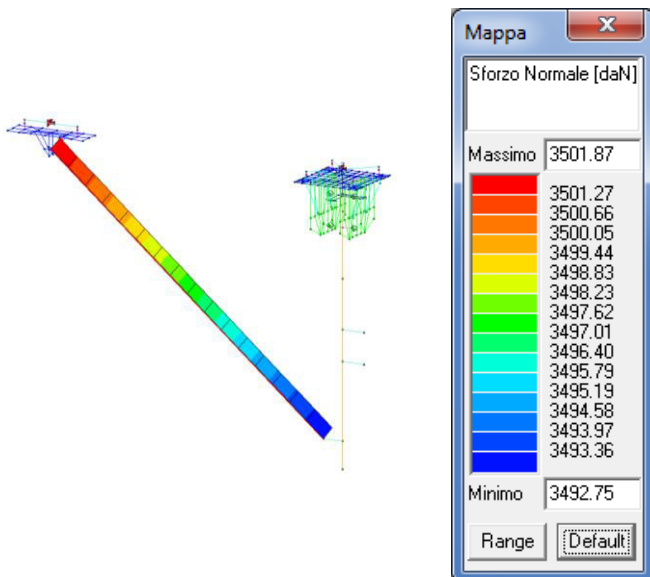 Mappa
Sforzo Normale [daN]
Massimo 3501.87
3501.27
3500.66
3500.05
3499.44
3498.83
3498.23
3497.62
3497.01
3496.40
3495.79
3495.19
3494.58
3493.97
3493.36
Minimo 3492.75
Range Default